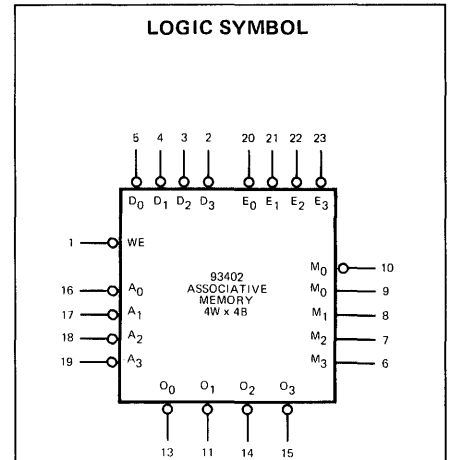 LOGIC SYMBOL
5 4 3 2 20 21 22 23
D0 D1 D2 D3 E0 E1 E2 E3
1 WE
93402
ASSOCIATIVE
MEMORY
4W x 4B
M0 10
16 A0 M0 9
17 A1 M1 8
18 A2 M2 7
19 A3 M3 6
O0 O1 O2 O3
13 11 14 15